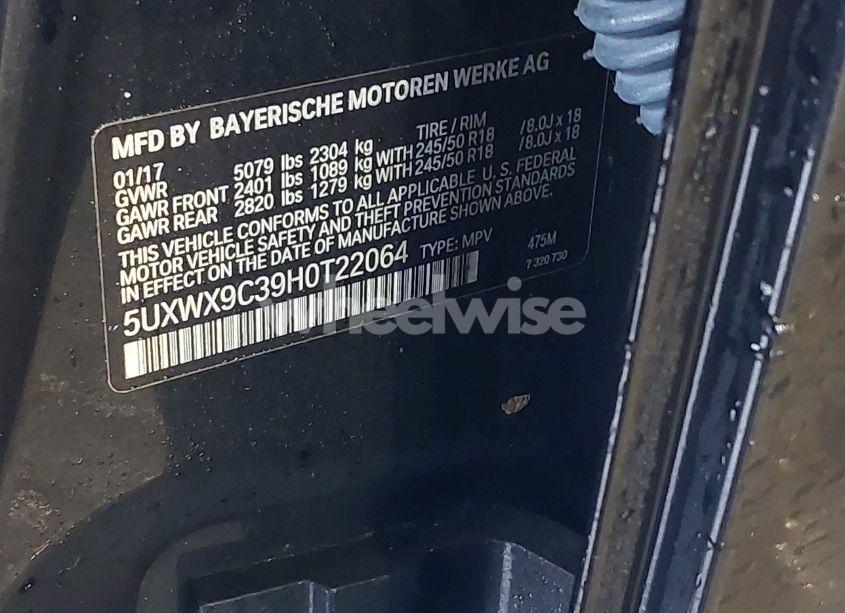 MFD BY BAYERISCHE MOTOREN WERKE AG
01/17 TIRE / RIM
GVWR 5079 lbs 2304 kg
GAWR FRONT 2401 lbs 1089 kg WITH 245/50 R18 /8.0J x 18
GAWR REAR 2820 lbs 1279 kg WITH 245/50 R18 /8.0J x 18
THIS VEHICLE CONFORMS TO ALL APPLICABLE U. S. FEDERAL
MOTOR VEHICLE SAFETY AND THEFT PREVENTION STANDARDS
IN EFFECT ON THE DATE OF MANUFACTURE SHOWN ABOVE.
5UXWX9C39H0T22064 TYPE: MPV 475M
7 320 730
wheelwise